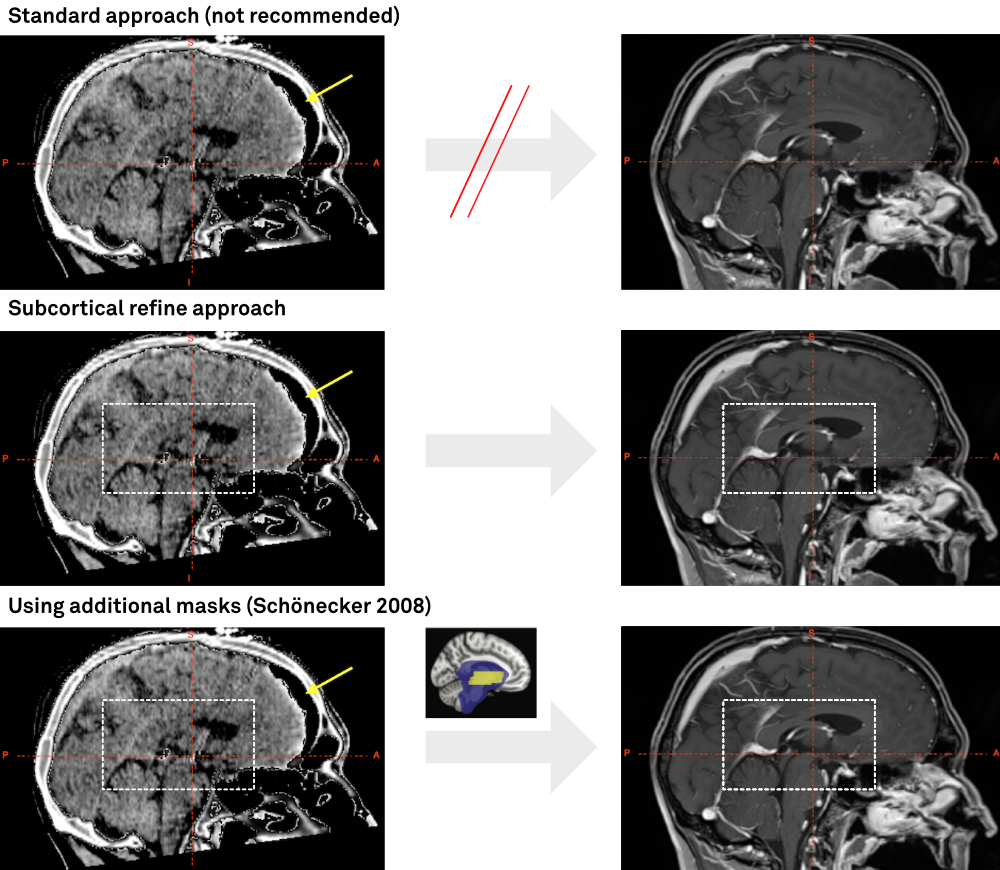 Standard approach (not recommended)
S
S
P
A
P
A
I
I
Subcortical refine approach
S
S
P
A
P
A
I
Using additional masks (Schönecker 2008)
S
S
P
A
P
A